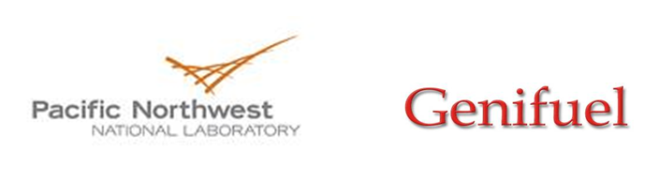 Pacific Northwest
NATIONAL LABORATORY
Genifuel